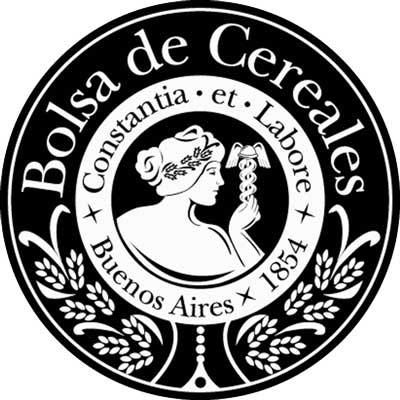 Bolsa de Cereales
Constantia · et · Labore
Buenos Aires × 1854